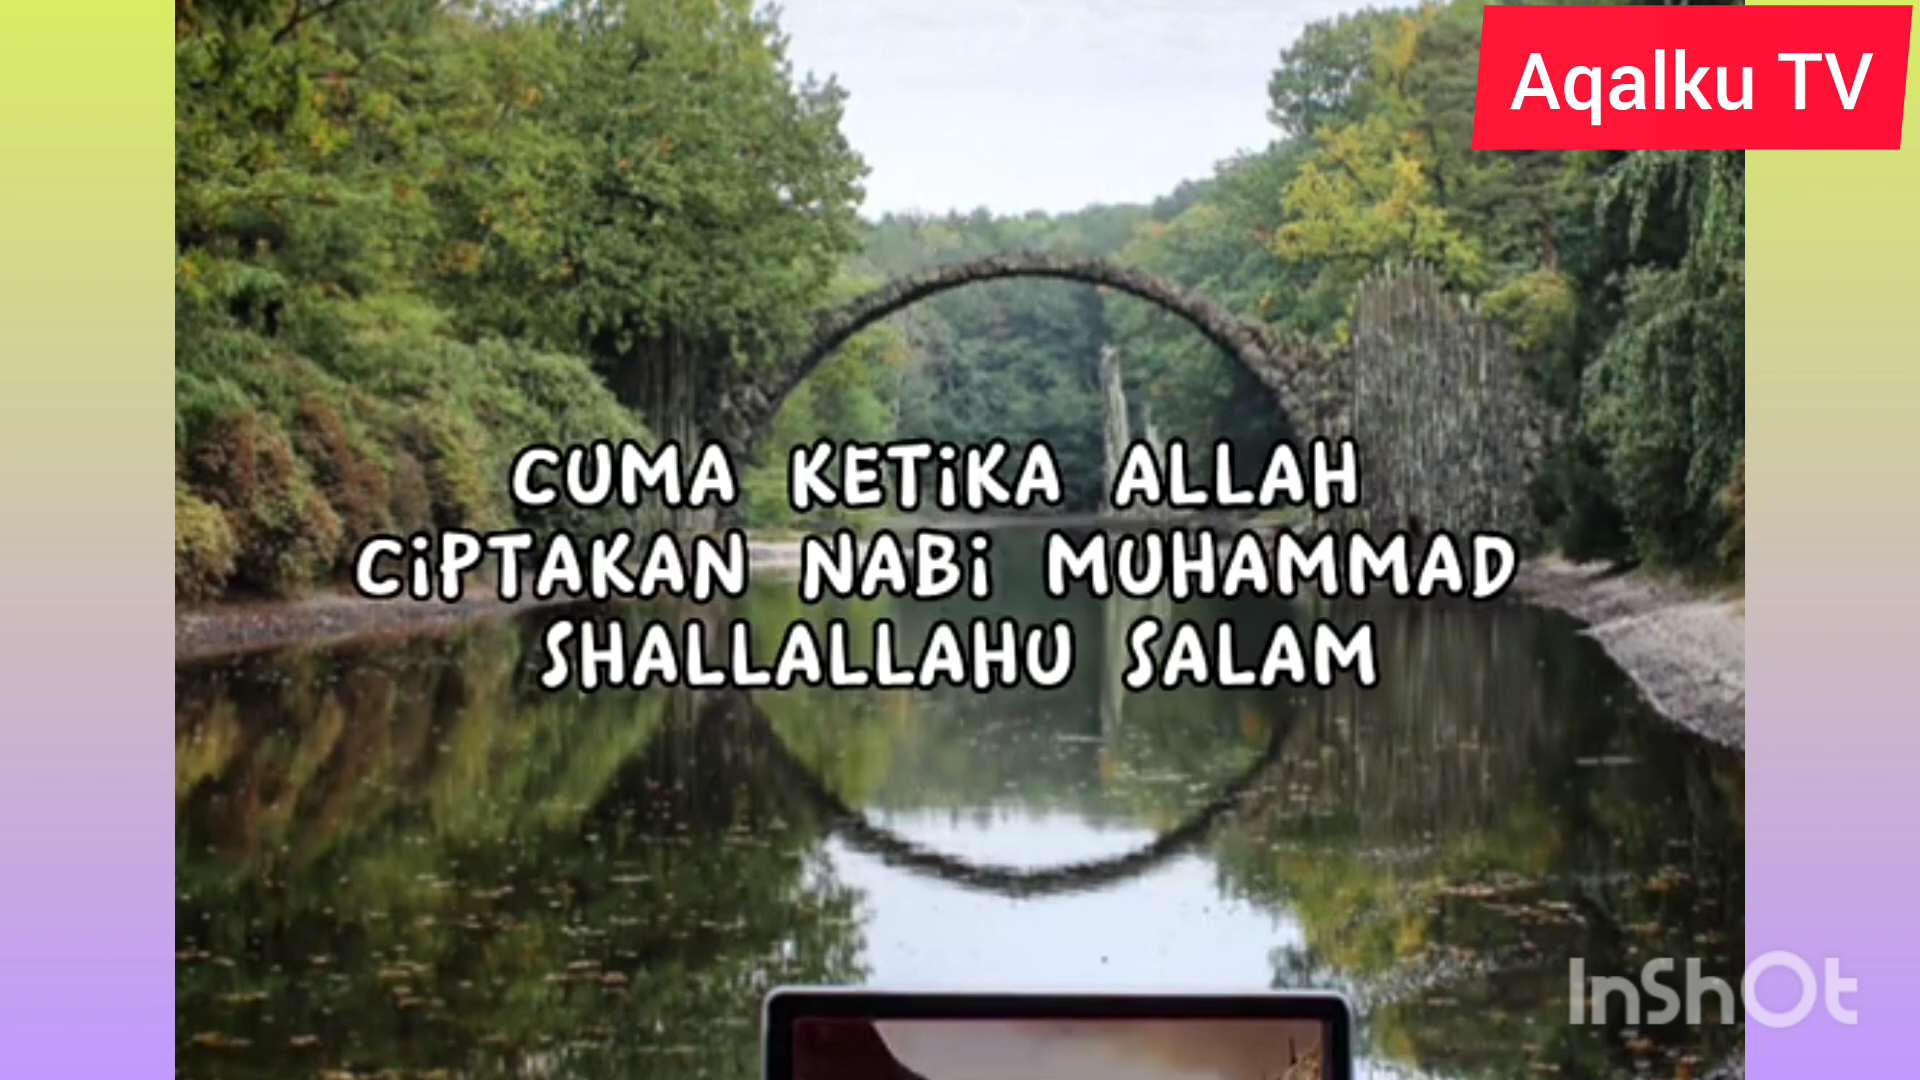 Aqalku TV
CUMA KETiKA ALLAH
CiPTAKAN NABi MUHAMMAD
SHALLALLAHU SALAM
InShOt